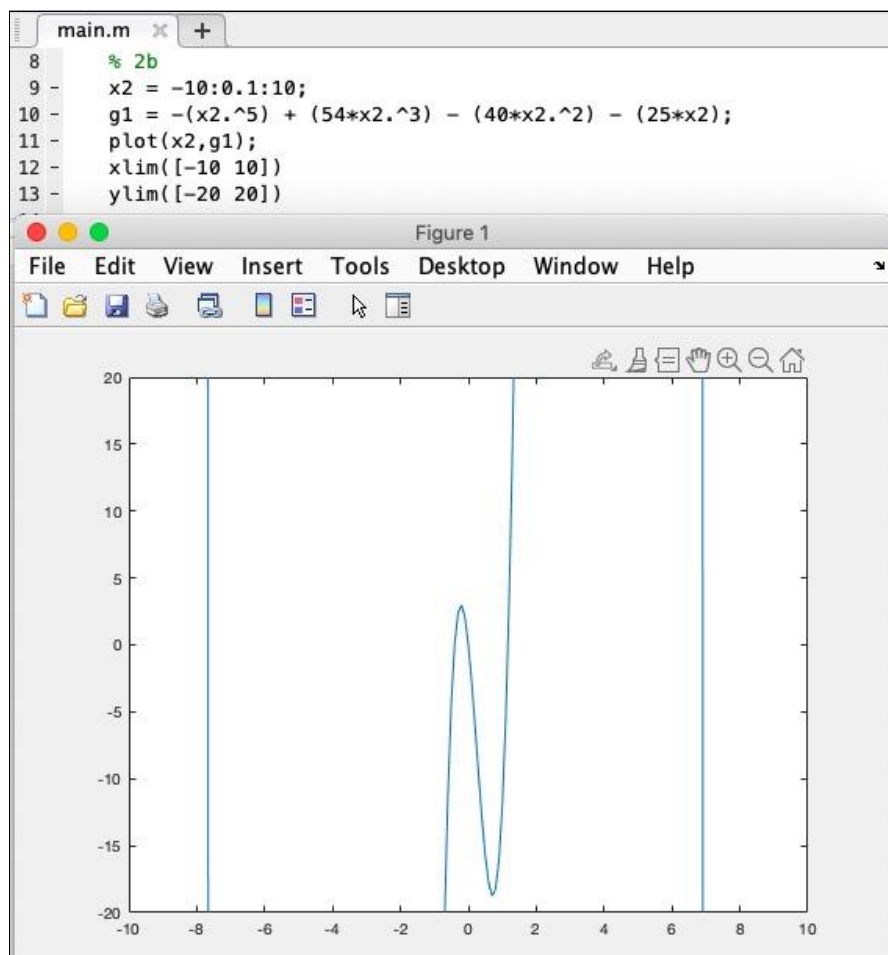 main.m × +
8 % 2b
9 - x2 = -10:0.1:10;
10 - g1 = -(x2.^5) + (54*x2.^3) - (40*x2.^2) - (25*x2);
11 - plot(x2,g1);
12 - xlim([-10 10])
13 - ylim([-20 20])
Figure 1
File Edit View Insert Tools Desktop Window Help
20
15
10
5
0
-5
-10
-15
-20
-10 -8 -6 -4 -2 0 2 4 6 8 10